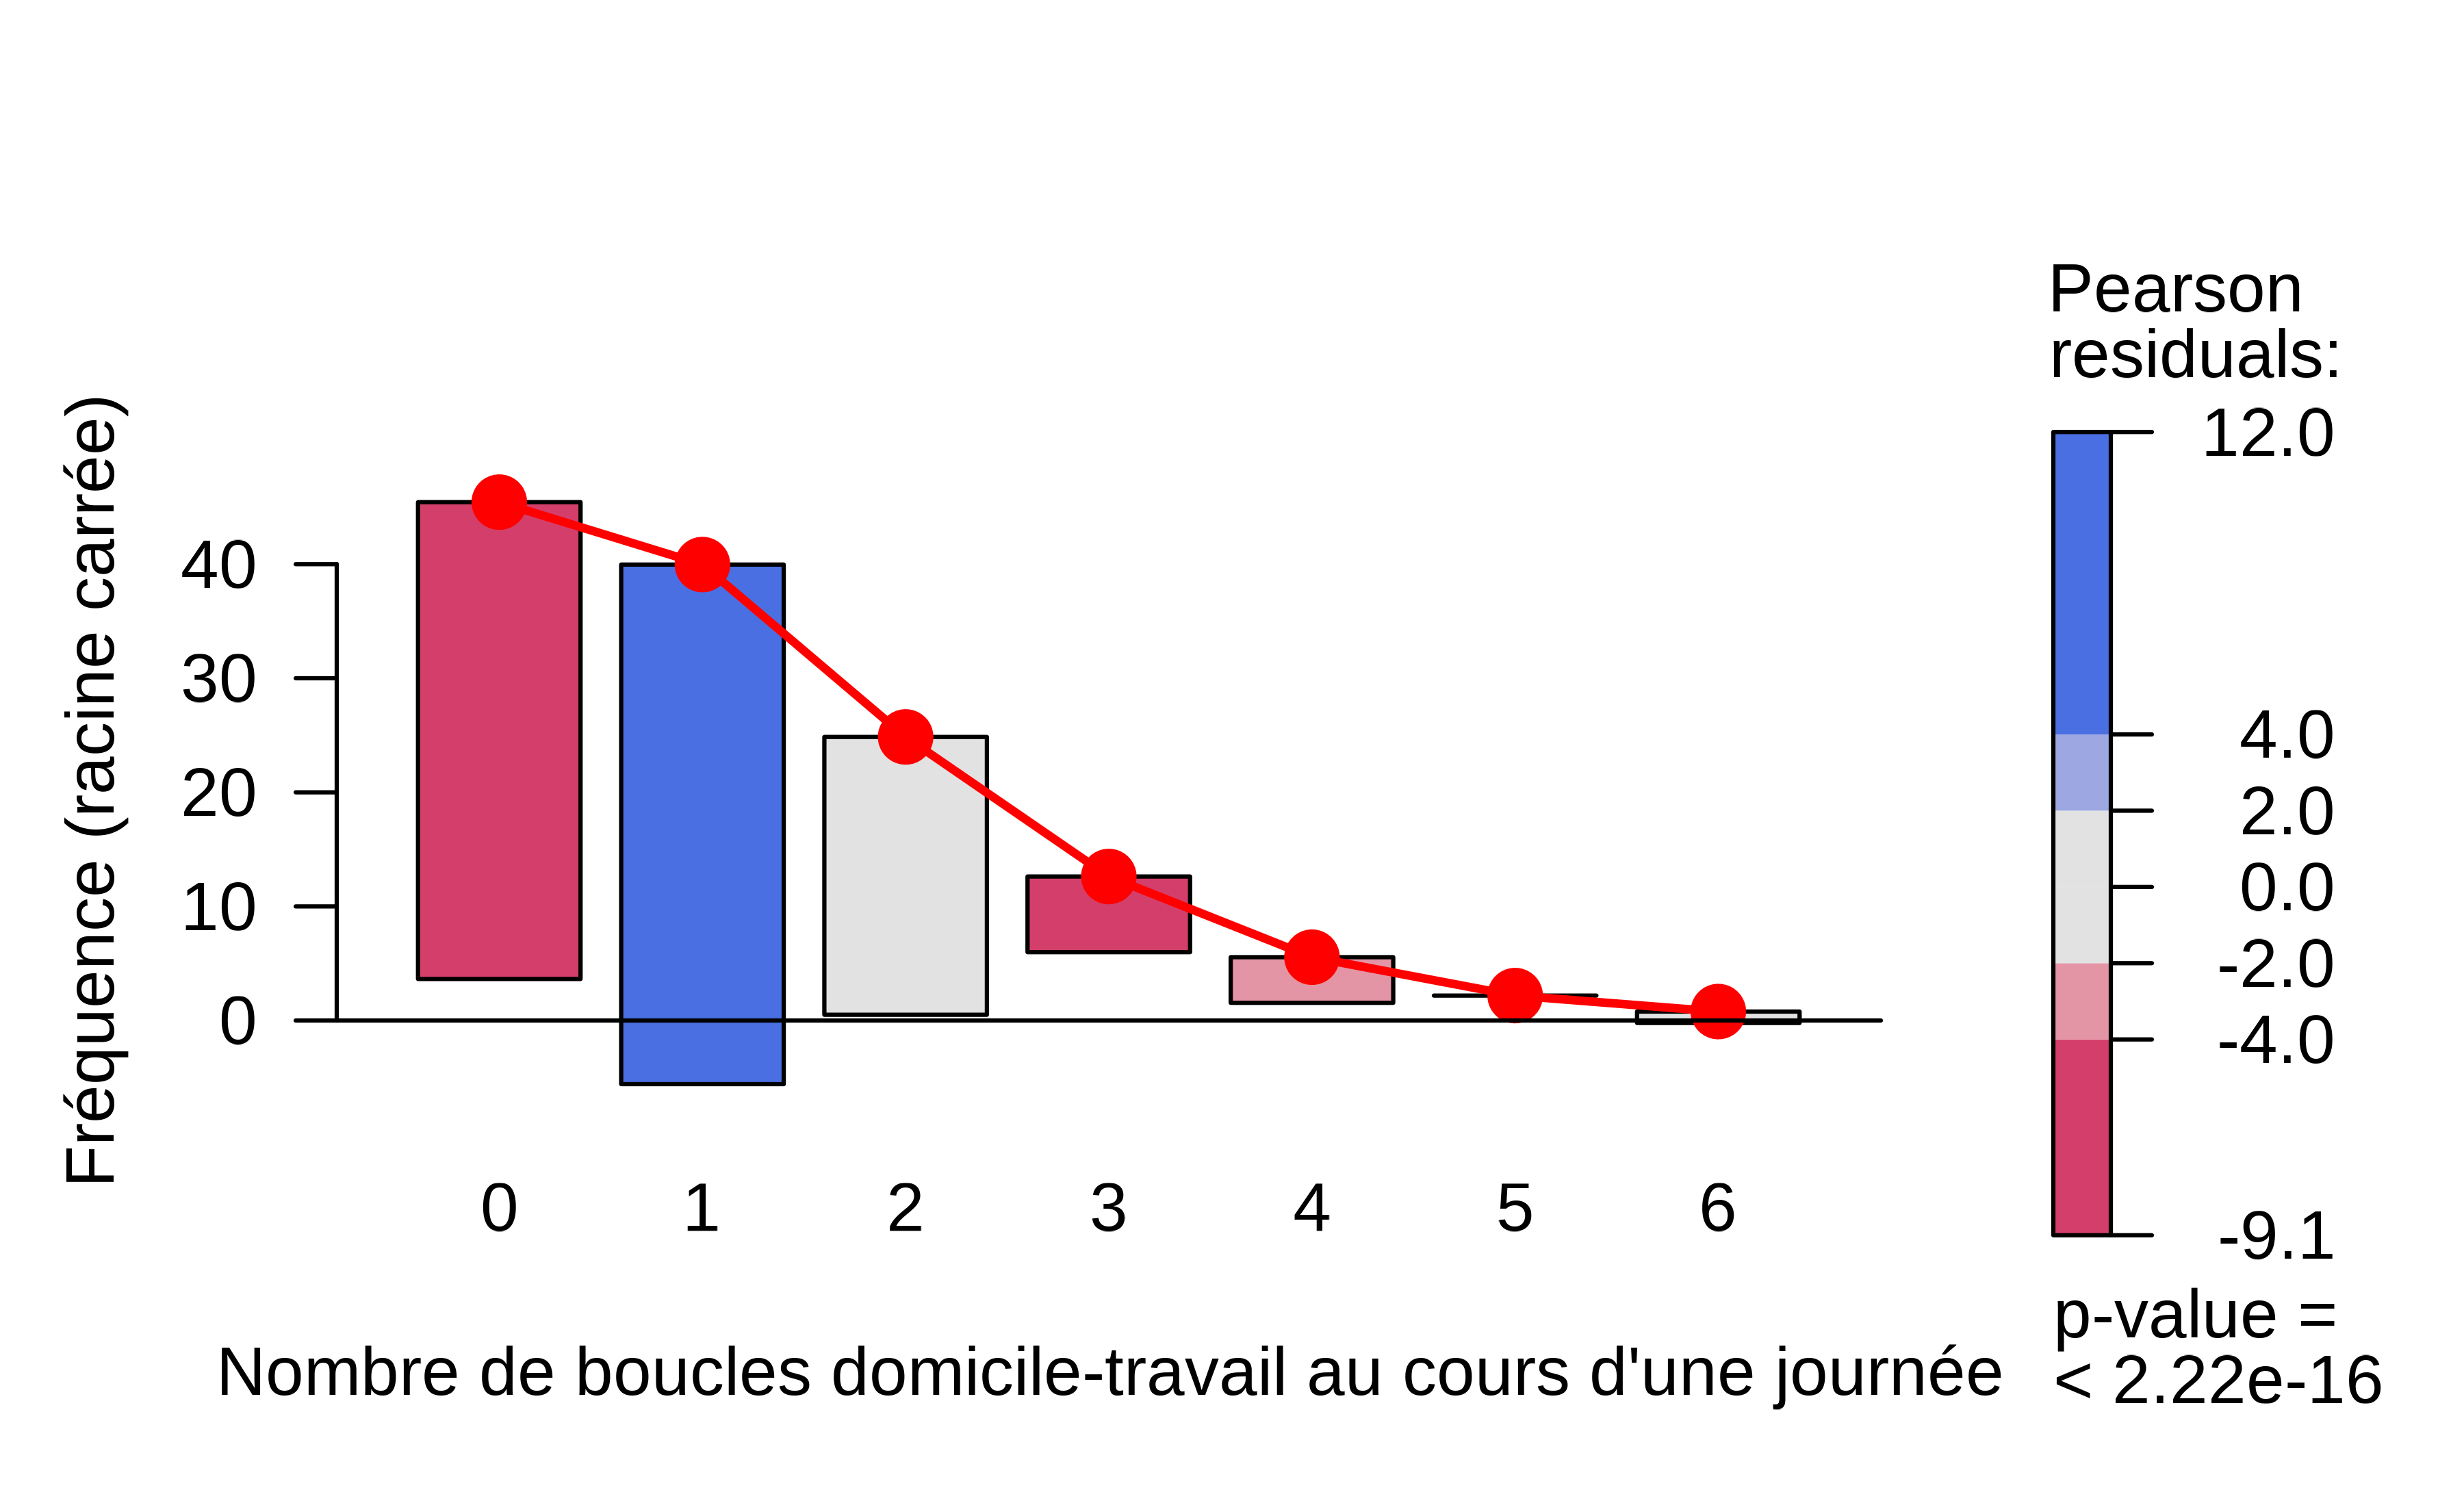 Fréquence (racine carrée)
40
30
20
10
0
0 1 2 3 4 5 6
Nombre de boucles domicile-travail au cours d'une journée
Pearson
residuals:
12.0
4.0
2.0
0.0
-2.0
-4.0
-9.1
p-value =
< 2.22e-16